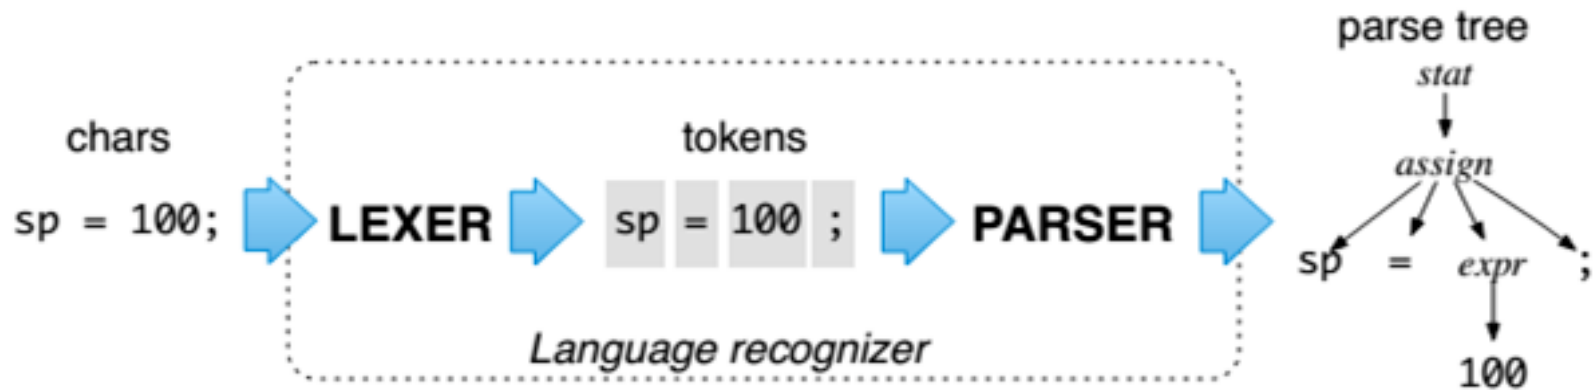 chars
sp = 100;
LEXER
tokens
sp = 100 ;
PARSER
Language recognizer
parse tree
stat
assign
sp = expr ;
100